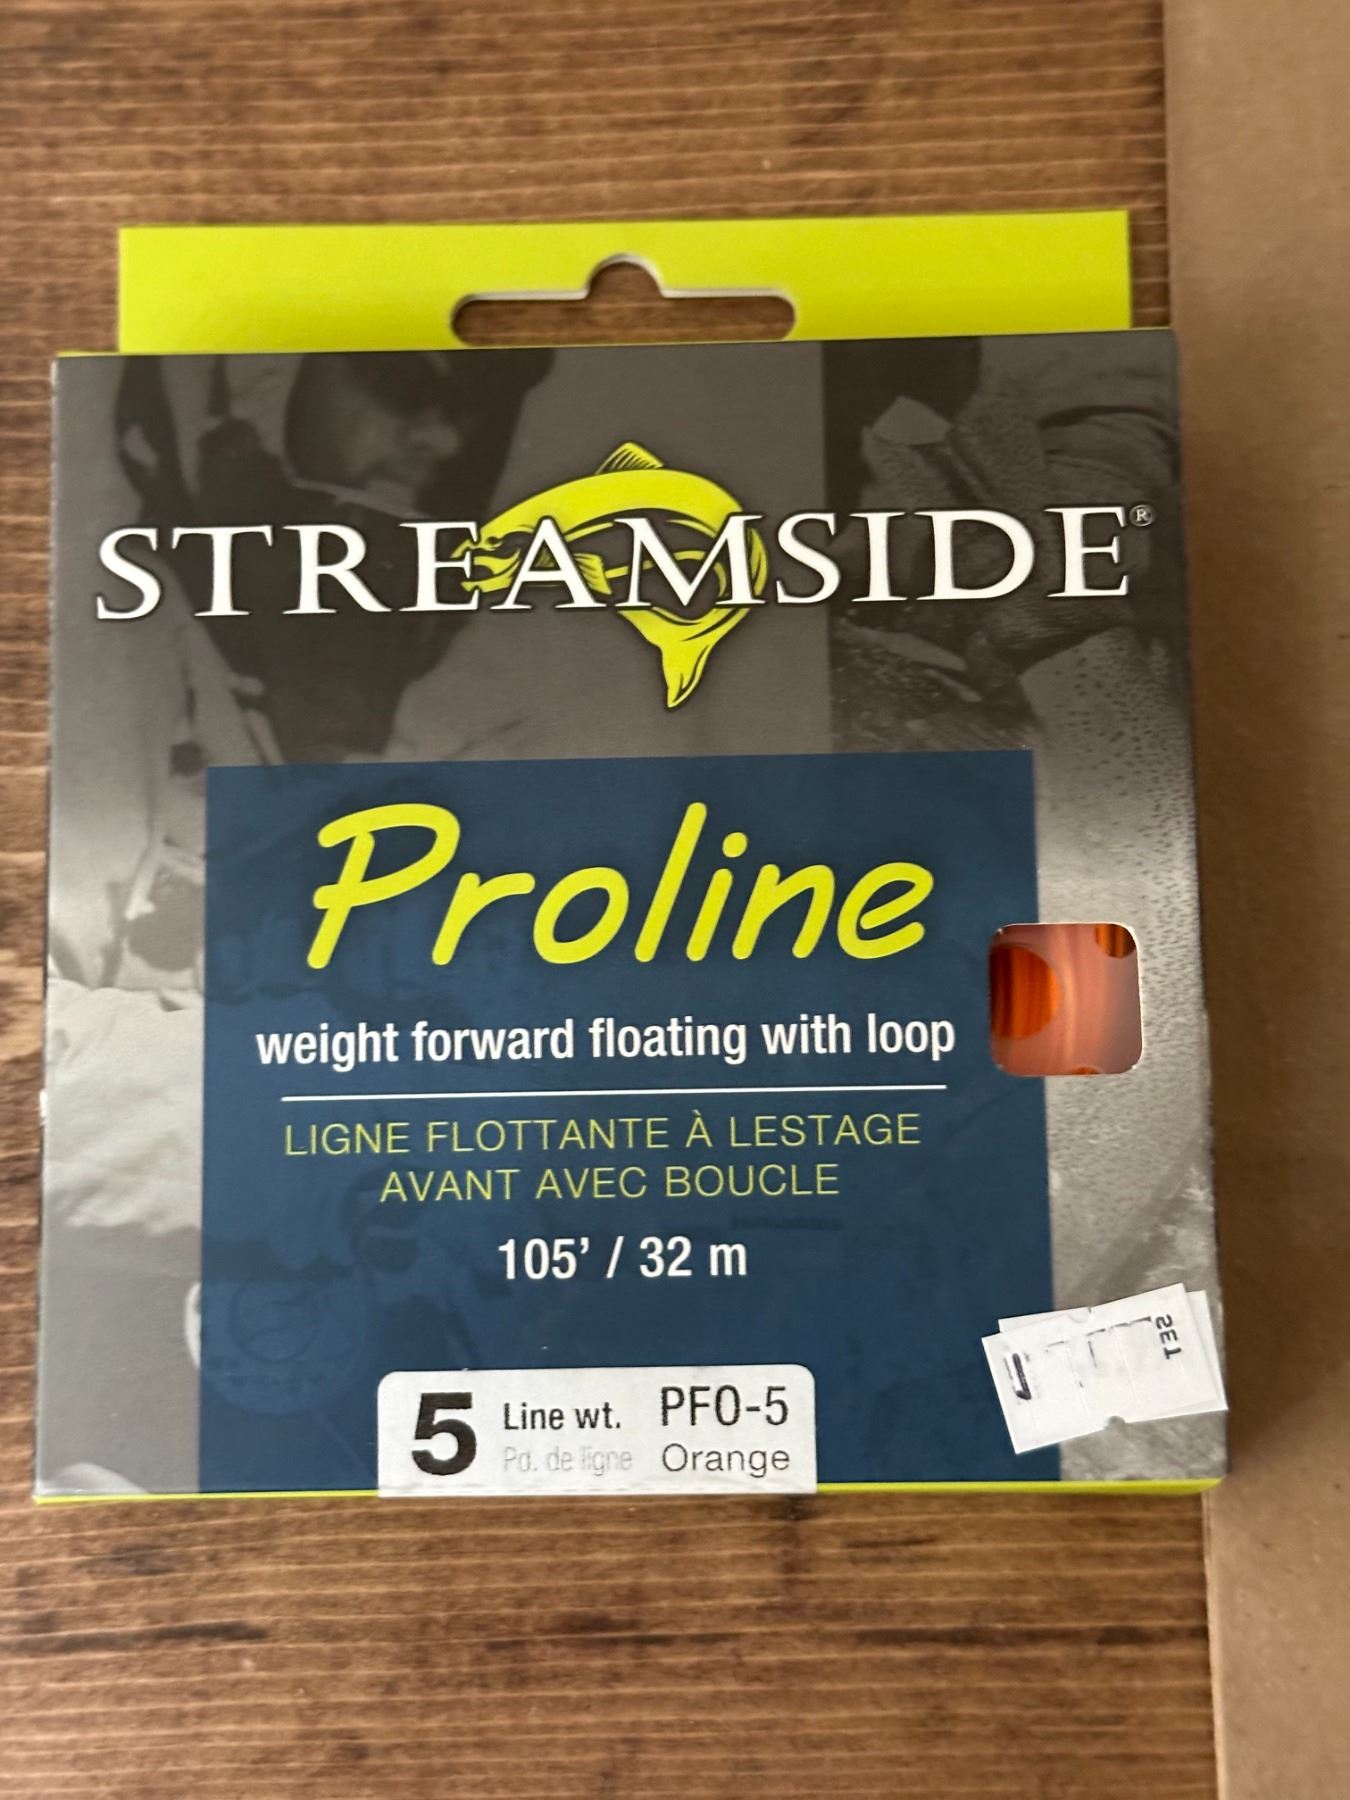 STREAMSIDE®
Proline
weight forward floating with loop
LIGNE FLOTTANTE À LESTAGE
AVANT AVEC BOUCLE
105' / 32 m
5 Line wt. PFO-5
Pd. de ligne Orange